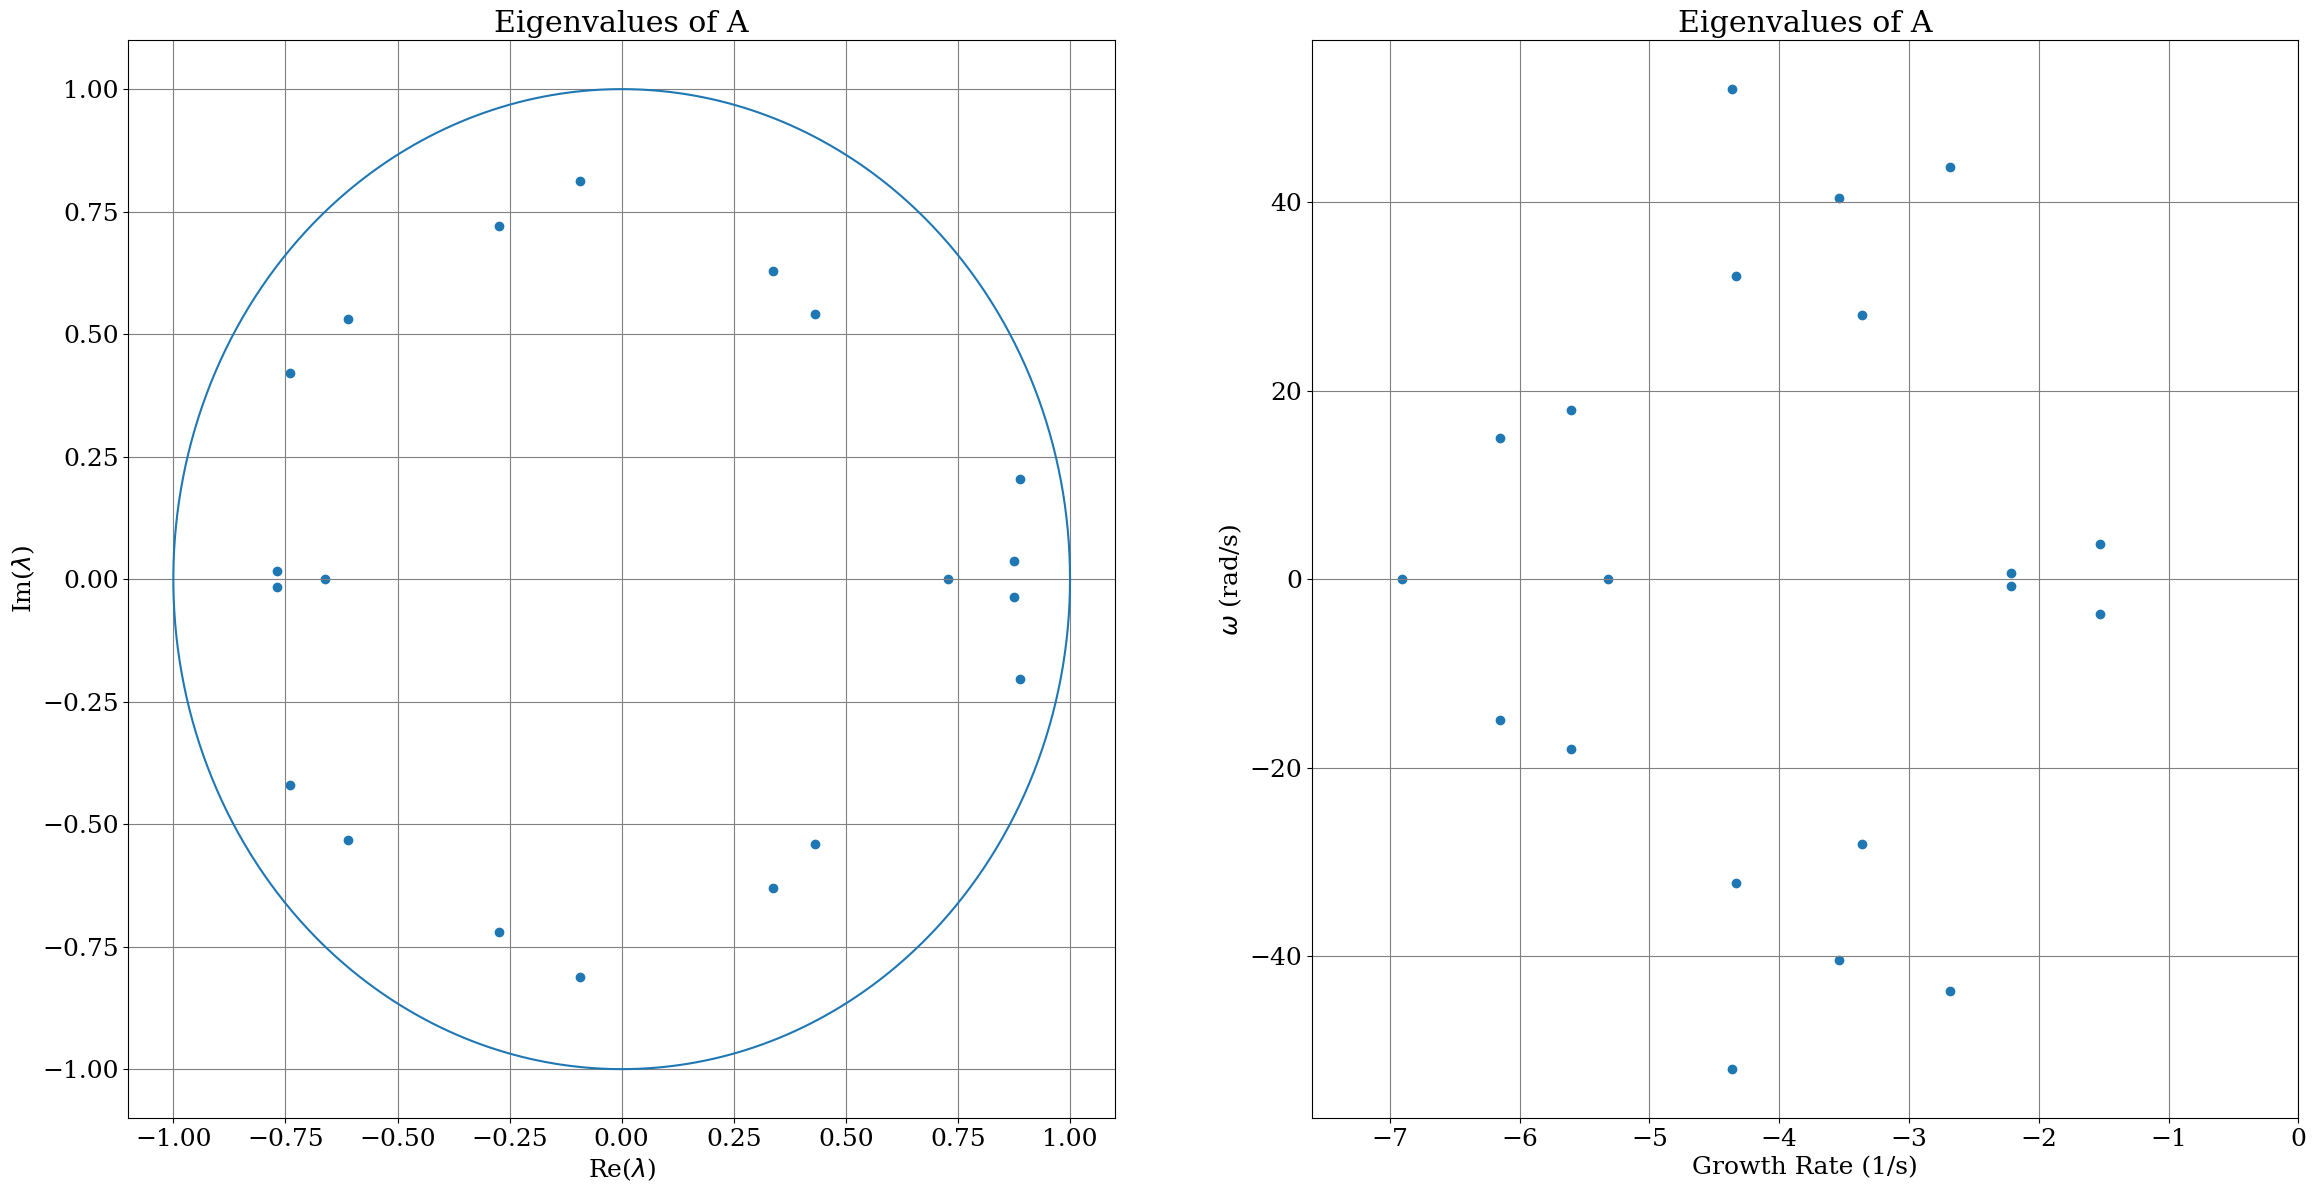 Eigenvalues of A
1.00
0.75
0.50
0.25
0.00
−0.25
−0.50
−0.75
−1.00
Im(λ)
−1.00 −0.75 −0.50 −0.25 0.00 0.25 0.50 0.75 1.00
Re(λ)
Eigenvalues of A
40
20
0
−20
−40
ω (rad/s)
−7 −6 −5 −4 −3 −2 −1 0
Growth Rate (1/s)